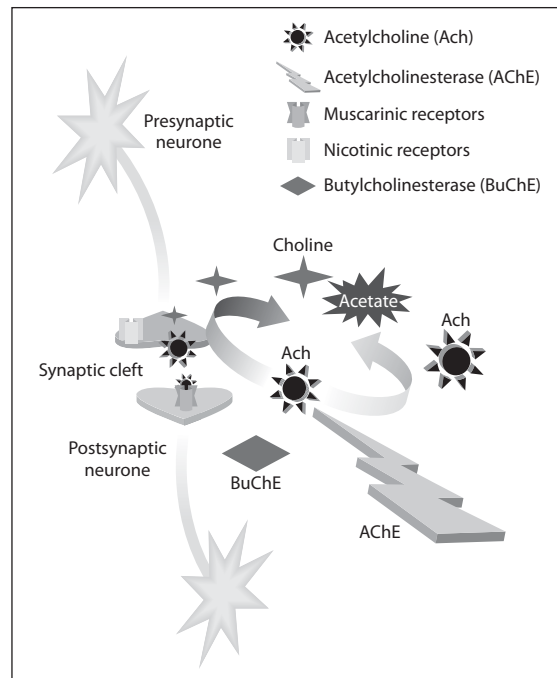 Acetylcholine (Ach)
Acetylcholinesterase (AChE)
Muscarinic receptors
Nicotinic receptors
Butylcholinesterase (BuChE)
Presynaptic
neurone
Choline
Acetate
Ach
Ach
Synaptic cleft
Postsynaptic
neurone
BuChE
AChE